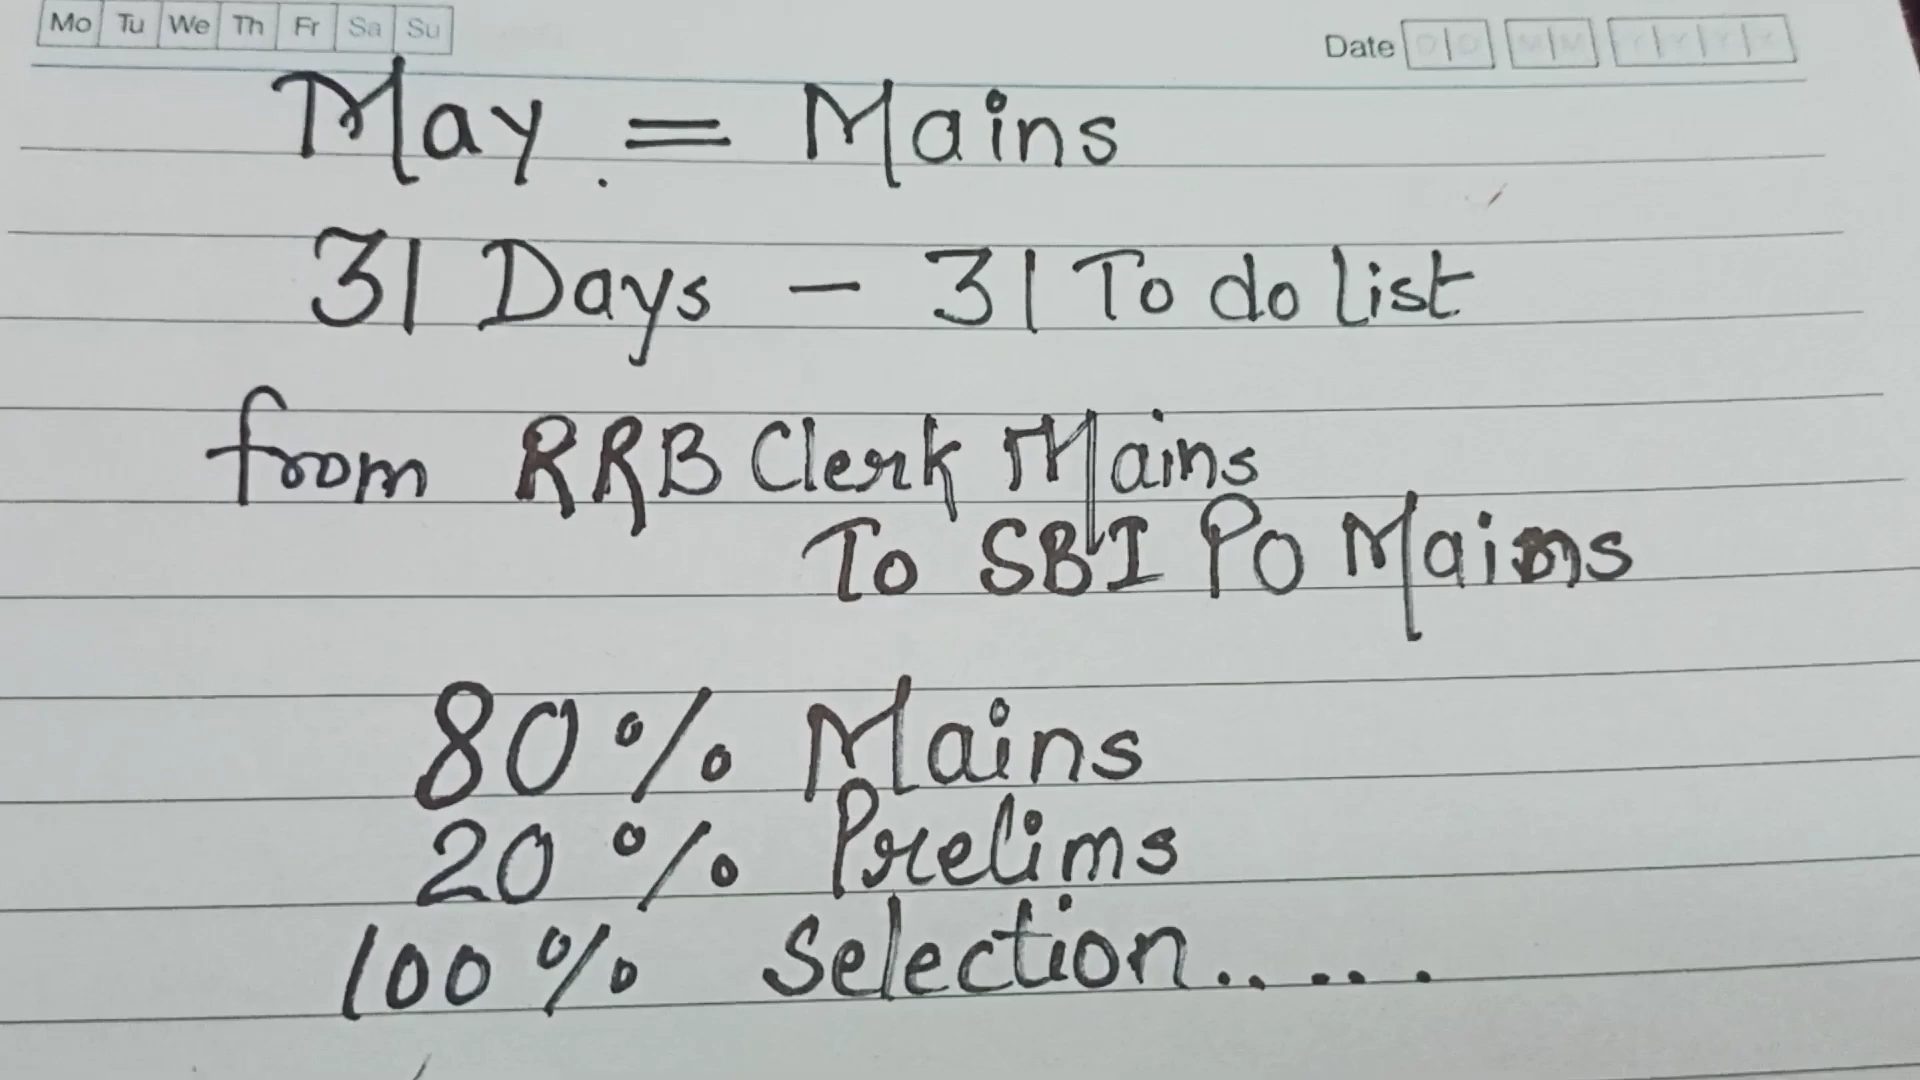 Mo Tu We Th Fr Sa Su
Date D D M M Y Y Y Y
May = Mains
31 Days - 31 To do list
from RRB Clerk Mains
To SBI PO Mains
80% Mains
20% Prelims
100% Selection......